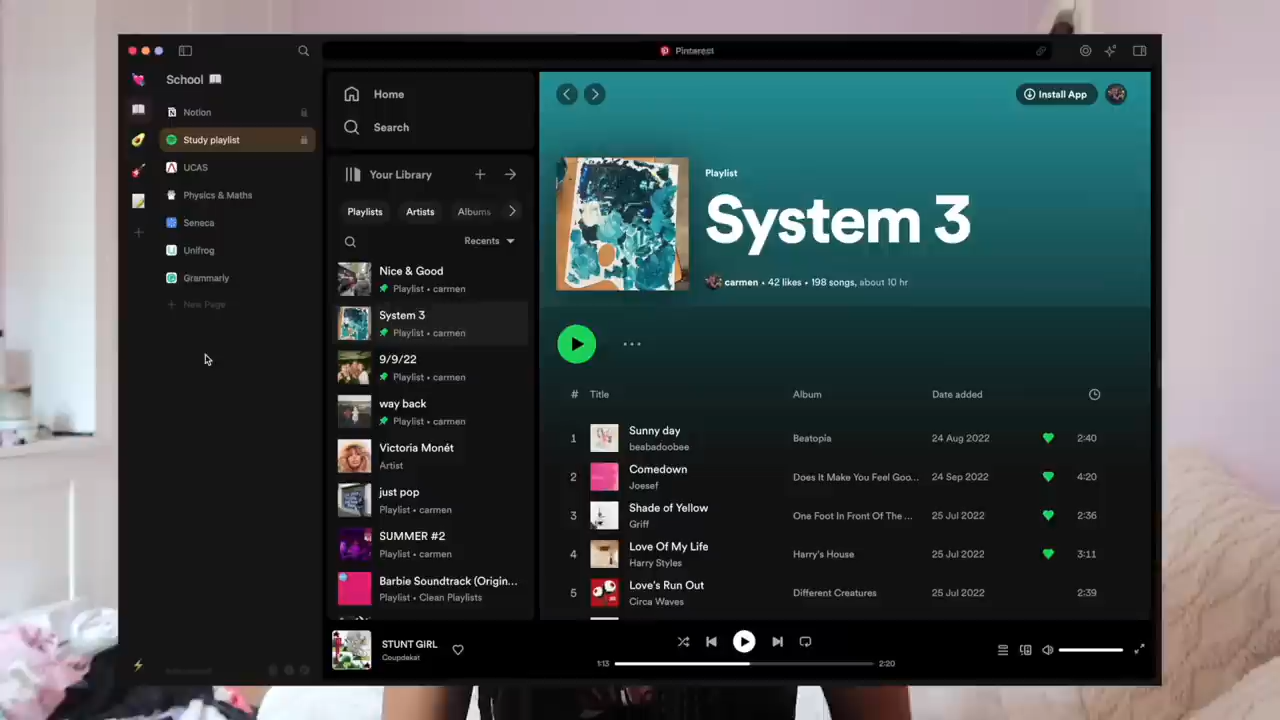 Pinterest
School
Notion
Study playlist
UCAS
Physics & Maths
Seneca
Unifrog
Grammarly
New Page
Home
Search
Your Library
Playlists
Artists
Albums
Recents
Nice & Good
Playlist • carmen
System 3
Playlist • carmen
9/9/22
Playlist • carmen
way back
Playlist • carmen
Victoria Monét
Artist
just pop
Playlist • carmen
SUMMER #2
Playlist • carmen
Barbie Soundtrack (Origin...
Playlist • Clean Playlists
Install App
Playlist
System 3
carmen • 42 likes • 198 songs, about 10 hr
# Title Album Date added
1 Sunny day Beatopia 24 Aug 2022 2:40
beabadoobee
2 Comedown Does It Make You Feel Goo... 24 Sep 2022 4:20
Joesef
3 Shade of Yellow One Foot In Front Of The ... 25 Jul 2022 2:36
Griff
4 Love Of My Life Harry's House 25 Jul 2022 3:11
Harry Styles
5 Love's Run Out Different Creatures 25 Jul 2022 2:39
Circa Waves
STUNT GIRL
Coupdekat
1:13
2:20